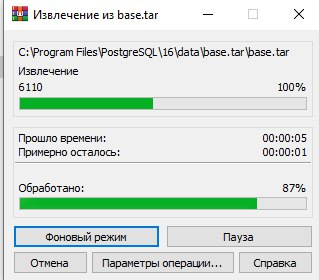 Извлечение из base.tar
C:\Program Files\PostgreSQL\16\data\base.tar\base.tar
Извлечение
6110 100%
Прошло времени: 00:00:05
Примерно осталось: 00:00:01
Обработано: 87%
Фоновый режим Пауза
Отмена Параметры операции... Справка